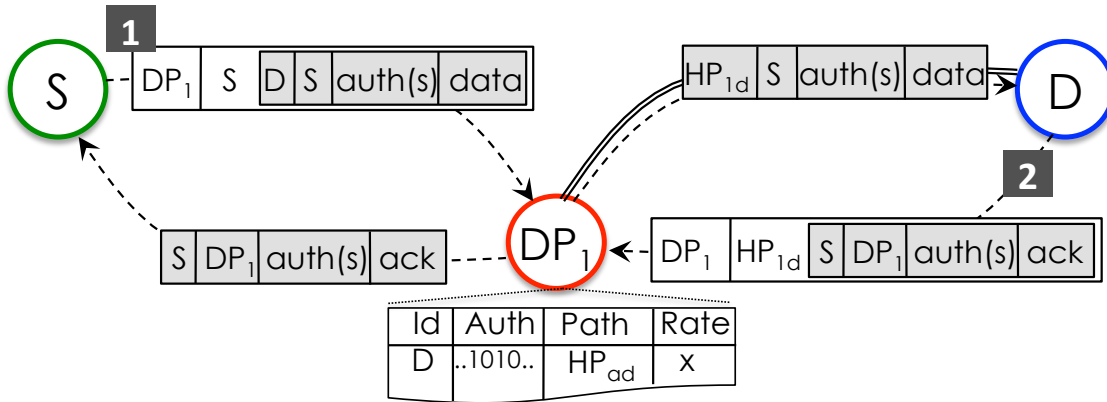 1
S
DP1 S D S auth(s) data
HP1d S auth(s) data
D
2
S DP1 auth(s) ack
DP1
DP1 HP1d S DP1 auth(s) ack
Id Auth Path Rate
D ..1010.. HPad x